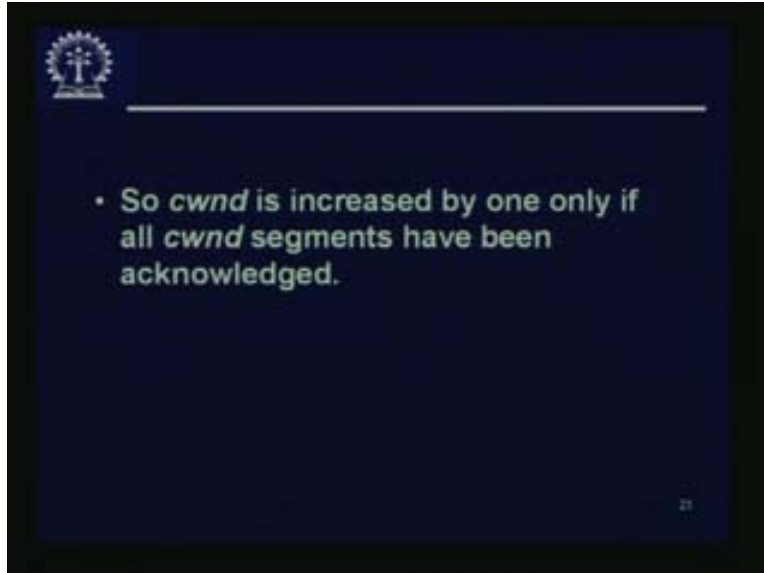 • So cwnd is increased by one only if
all cwnd segments have been
acknowledged.